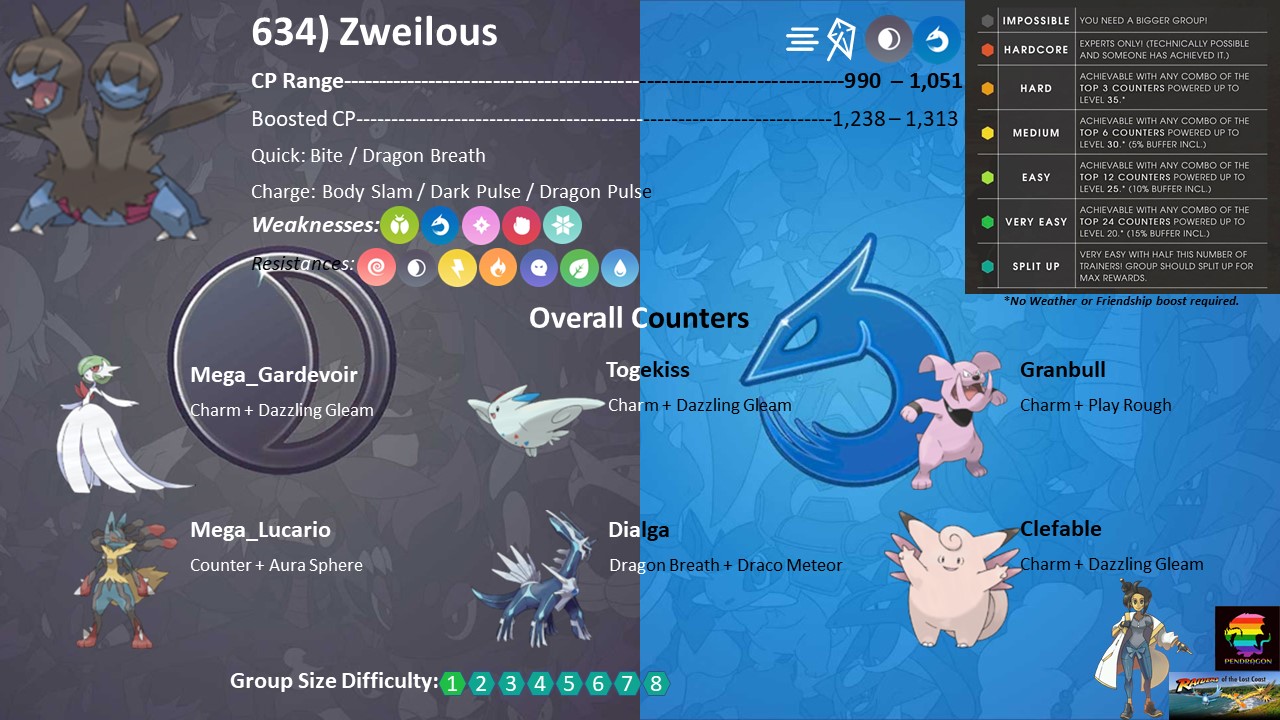 634) Zweilous
CP Range----------------------------------------------------------------------990 – 1,051
Boosted CP--------------------------------------------------------------------1,238 – 1,313
Quick: Bite / Dragon Breath
Charge: Body Slam / Dark Pulse / Dragon Pulse
Weaknesses:
Resistances:
IMPOSSIBLE YOU NEED A BIGGER GROUP!
HARDCORE EXPERTS ONLY! (TECHNICALLY POSSIBLE
AND SOMEONE HAS ACHIEVED IT.)
HARD ACHIEVABLE WITH ANY COMBO OF THE
TOP 3 COUNTERS POWERED UP TO
LEVEL 35.*
MEDIUM ACHIEVABLE WITH ANY COMBO OF THE
TOP 6 COUNTERS POWERED UP TO
LEVEL 30.* (5% BUFFER INCL.)
EASY ACHIEVABLE WITH ANY COMBO OF THE
TOP 12 COUNTERS POWERED UP TO
LEVEL 25.* (10% BUFFER INCL.)
VERY EASY ACHIEVABLE WITH ANY COMBO OF THE
TOP 24 COUNTERS POWERED UP TO
LEVEL 20.* (15% BUFFER INCL.)
SPLIT UP VERY EASY WITH HALF THIS NUMBER OF
TRAINERS! GROUP SHOULD SPLIT UP FOR
MAX REWARDS.
*No Weather or Friendship boost required.
Overall Counters
Mega_Gardevoir
Charm + Dazzling Gleam
Togekiss
Charm + Dazzling Gleam
Granbull
Charm + Play Rough
Mega_Lucario
Counter + Aura Sphere
Dialga
Dragon Breath + Draco Meteor
Clefable
Charm + Dazzling Gleam
Group Size Difficulty: 1 2 3 4 5 6 7 8
PENDRAGON
RAIDERS of the Lost Coast